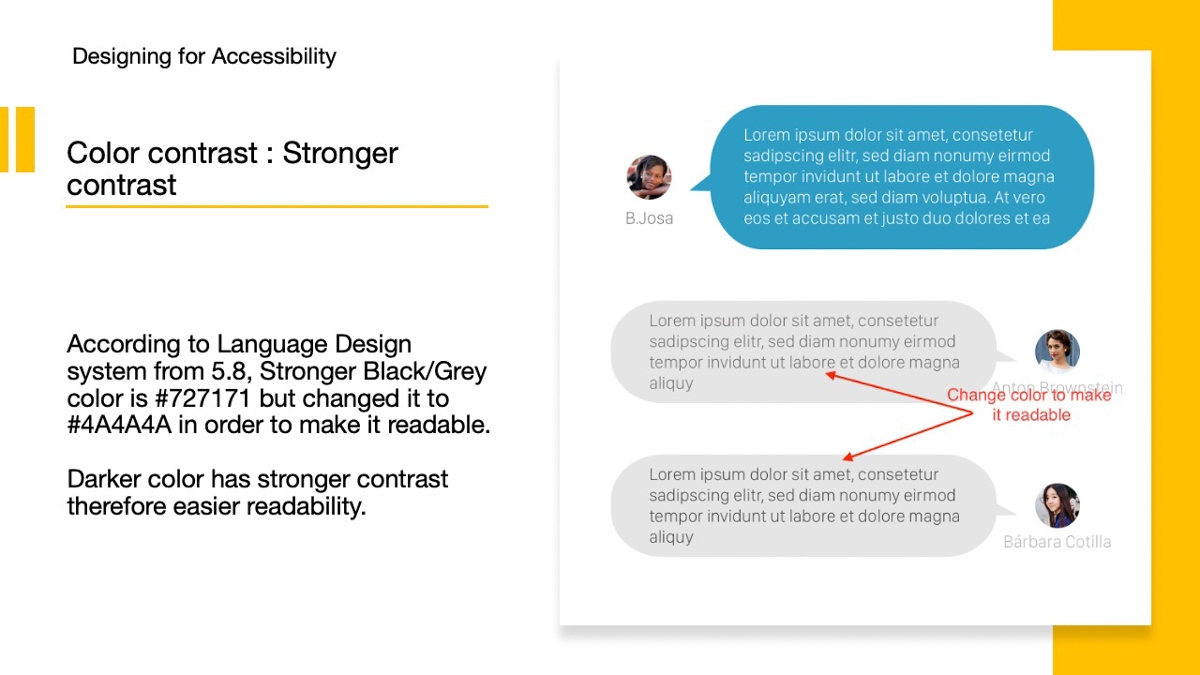 Designing for Accessibility
Color contrast : Stronger
contrast
According to Language Design
system from 5.8, Stronger Black/Grey
color is #727171 but changed it to
#4A4A4A in order to make it readable.
Darker color has stronger contrast
therefore easier readability.
Lorem ipsum dolor sit amet, consetetur
sadipscing elitr, sed diam nonumy eirmod
tempor invidunt ut labore et dolore magna
aliquyam erat, sed diam voluptua. At vero
eos et accusam et justo duo dolores et ea
B.Josa
Lorem ipsum dolor sit amet, consetetur
sadipscing elitr, sed diam nonumy eirmod
tempor invidunt ut labore et dolore magna
aliquy
Anton Brownstein
Change color to make
it readable
Lorem ipsum dolor sit amet, consetetur
sadipscing elitr, sed diam nonumy eirmod
tempor invidunt ut labore et dolore magna
aliquy
Bárbara Cotilla